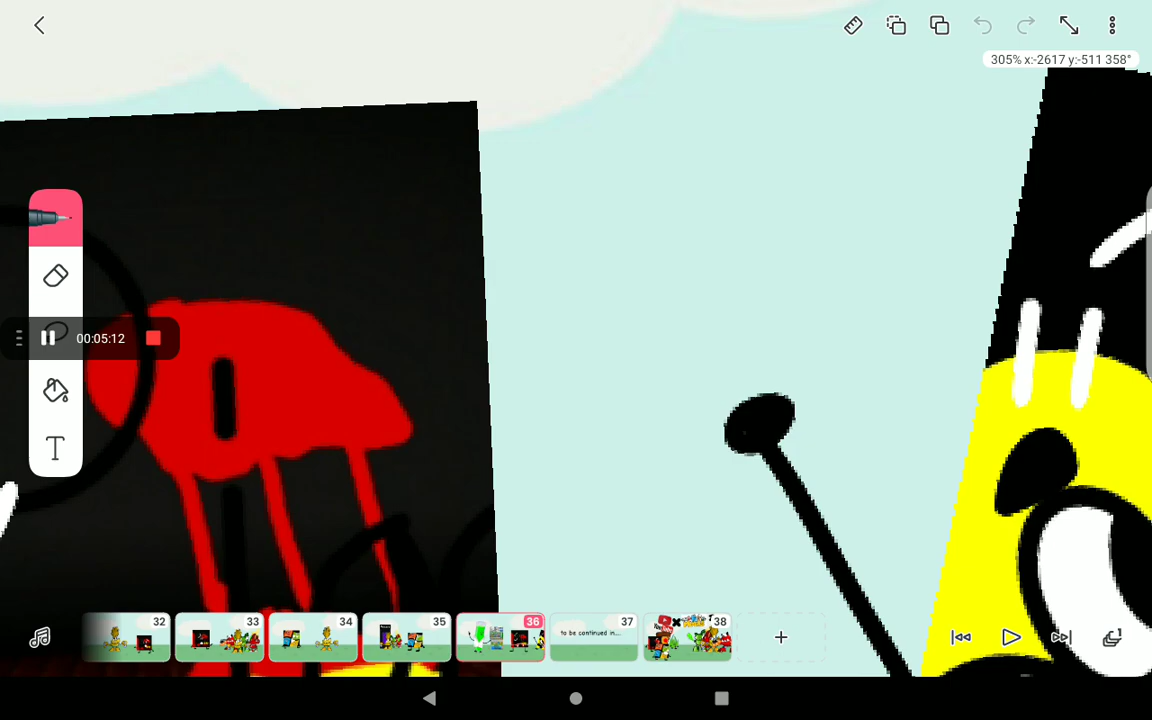 305% x:-2617 y:-511 358°
00:05:12
T
32
33
34
35
36
37
38
to be continued in...